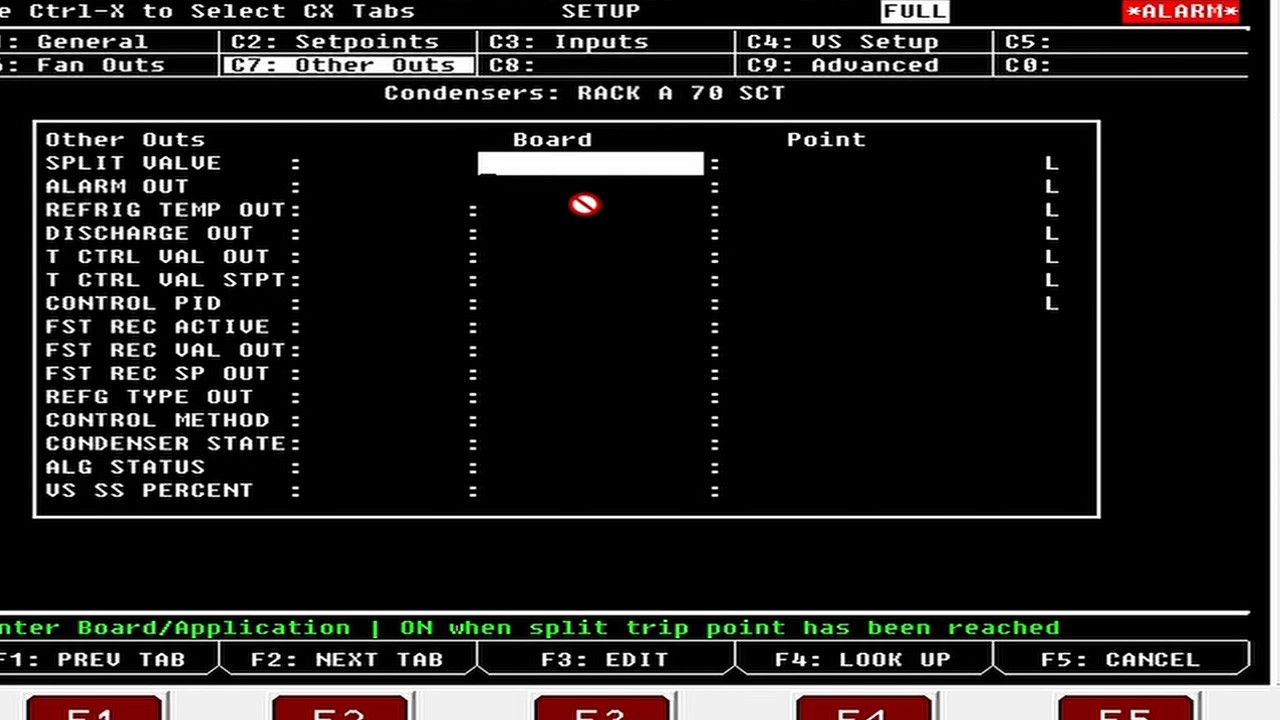 e Ctrl-X to Select CX Tabs SETUP FULL *ALARM*
: General C2: Setpoints C3: Inputs C4: VS Setup C5:
: Fan Outs C7: Other Outs C8: C9: Advanced C0:
Condensers: RACK A 70 SCT
Other Outs Board Point
SPLIT VALVE : : L
ALARM OUT : : L
REFRIG TEMP OUT: : : L
DISCHARGE OUT : : : L
T CTRL VAL OUT : : : L
T CTRL VAL STPT: : : L
CONTROL PID : : : L
FST REC ACTIVE : : :
FST REC VAL OUT: : :
FST REC SP OUT : : :
REFG TYPE OUT : : :
CONTROL METHOD : : :
CONDENSER STATE: : :
ALG STATUS : : :
VS SS PERCENT : : :
nter Board/Application | ON when split trip point has been reached
F1: PREV TAB F2: NEXT TAB F3: EDIT F4: LOOK UP F5: CANCEL
F1 F2 F3 F4 F5